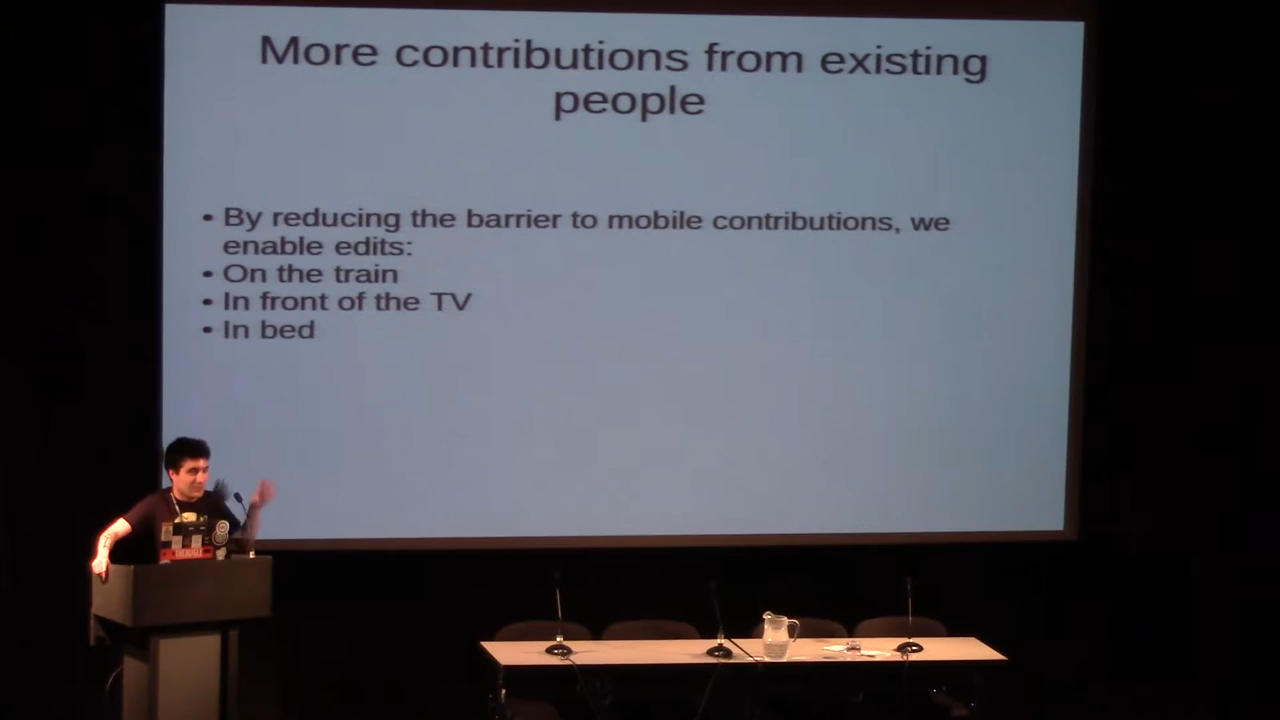 More contributions from existing
people
• By reducing the barrier to mobile contributions, we
enable edits:
• On the train
• In front of the TV
• In bed